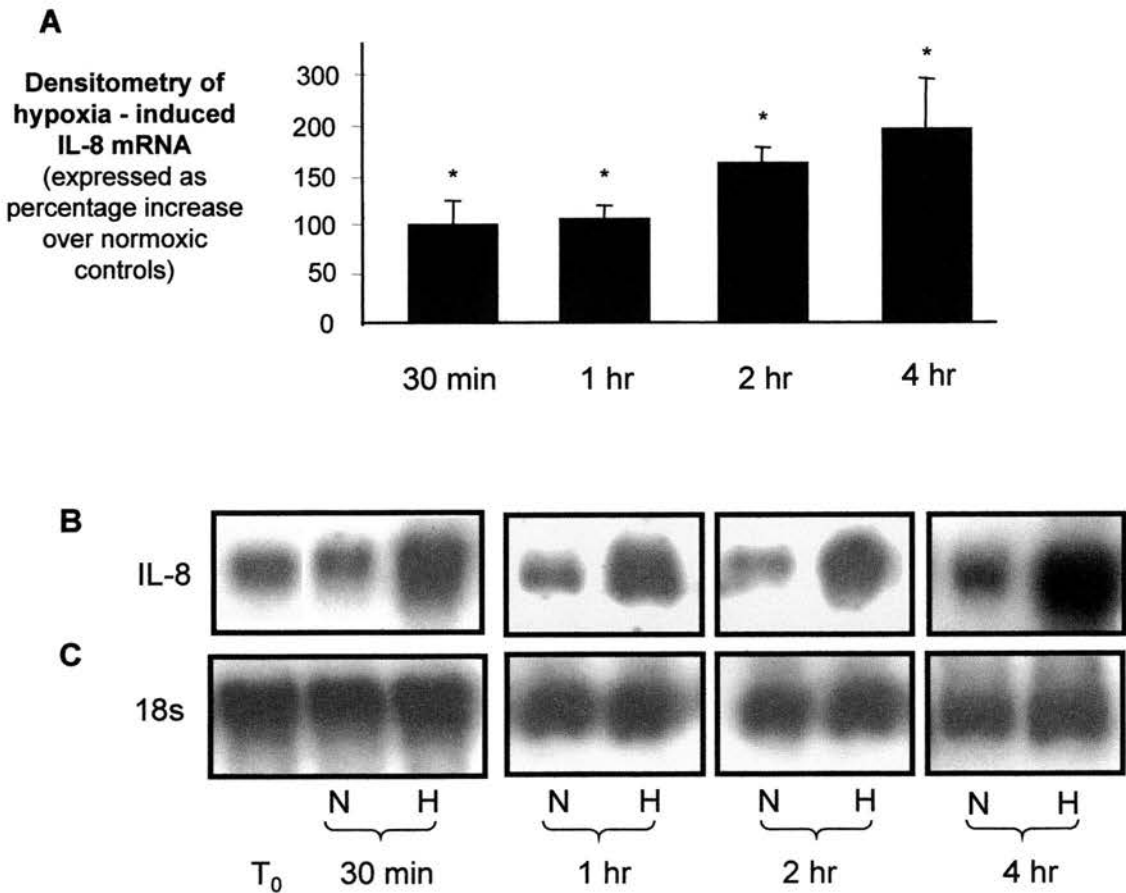 A
Densitometry of
hypoxia - induced
IL-8 mRNA
(expressed as
percentage increase
over normoxic
controls)
300
200
150
100
50
0
* * * *
30 min 1 hr 2 hr 4 hr
B
IL-8
C
18s
N H N H N H N H
T₀ 30 min 1 hr 2 hr 4 hr